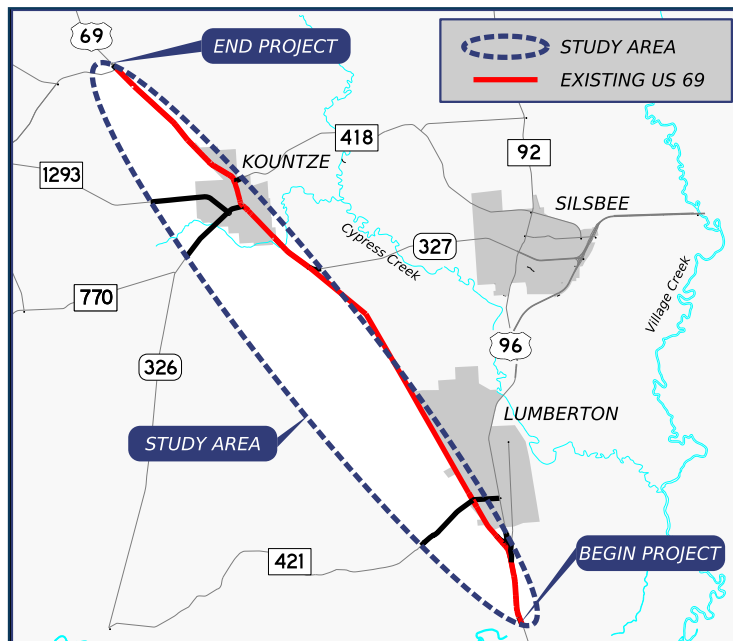 69
END PROJECT
STUDY AREA
EXISTING US 69
418
92
KOUNTZE
1293
SILSBEE
327
Cypress Creek
Village Creek
770
96
326
LUMBERTON
STUDY AREA
421
BEGIN PROJECT